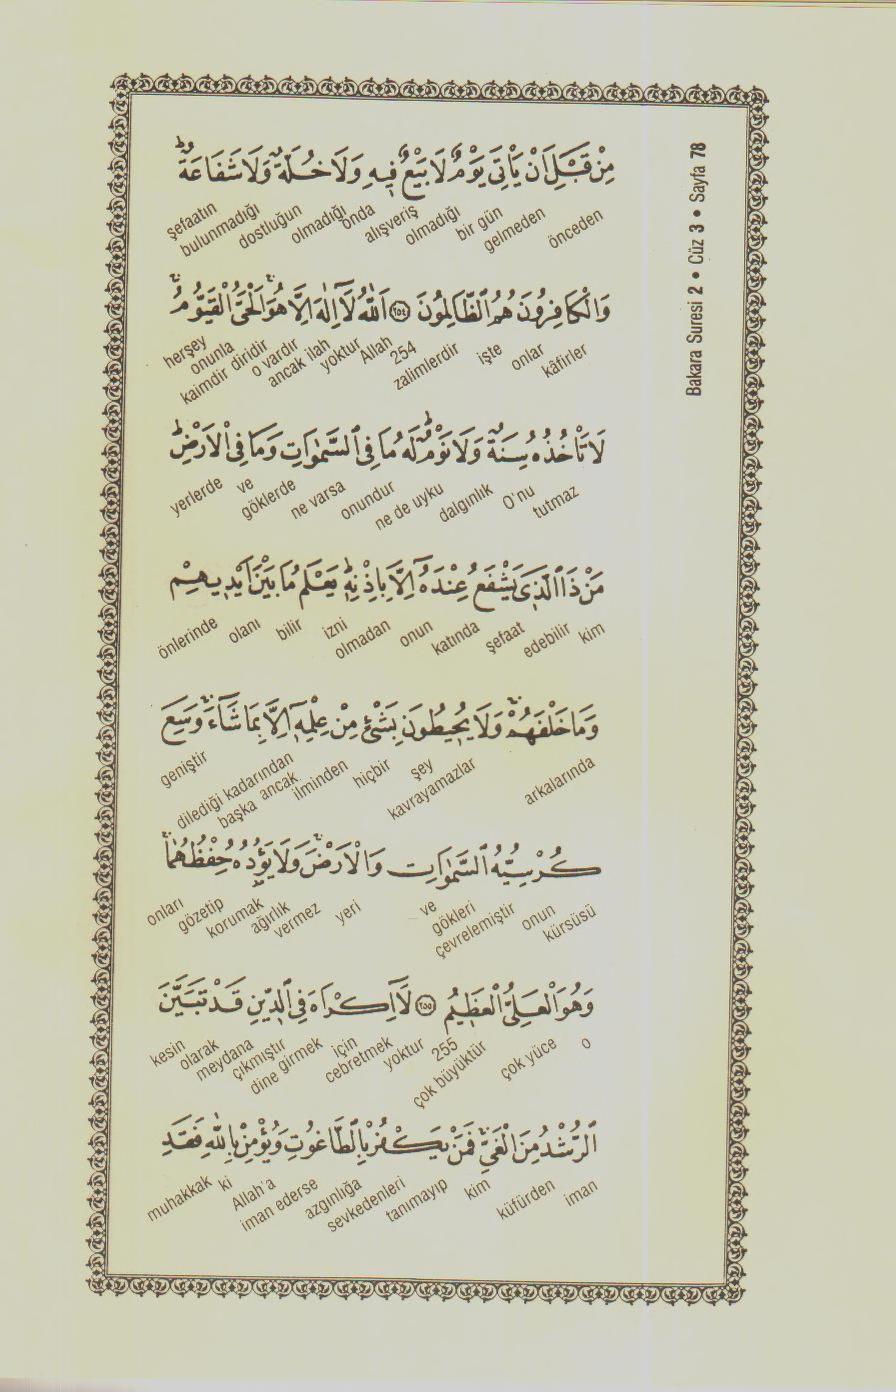 Bakara Suresi 2 • Cüz 3 • Sayfa 78
مِنْ قَبْلِ اَنْ يَأْتِىَ يَوْمٌ لَا بَيْعٌ فِيهِ وَلَا خُلَّةٌ وَلَا شَفَاعَةٌ
önceden gelmeden bir gün olmadığı alışveriş onda olmadığı dostluğun bulunmadığı şefaatin
وَالْكَافِرُونَ هُمُ الظَّالِمُونَ ﴿٢٥٤﴾ اَللّٰهُ لَٓا اِلٰهَ اِلَّا هُوَۚ اَلْحَىُّ الْقَيُّومُۚ
kâfirler onlar işte zalimlerdir 254 Allah yoktur ancak ilah o vardır diridir kaimdir onunla herşey
لَا تَأْخُذُهُ سِنَةٌ وَلَا نَوْمٌۜ لَهُ مَا فِى السَّمٰوَاتِ وَمَا فِى الْاَرْضِۜ
tutmaz O'nu dalgınlık ne de uyku onundur ne varsa göklerde ve yerlerde
مَنْ ذَا الَّذِى يَشْفَعُ عِنْدَهُٓ اِلَّا بِاِذْنِهِۜ يَعْلَمُ مَا بَيْنَ اَيْدِيهِمْ
kim edebilir şefaat katında onun olmadan izni bilir olanı önlerinde
وَمَا خَلْفَهُمْۚ وَلَا يُحِيطُونَ بِشَىْءٍ مِنْ عِلْمِهِٓ اِلَّا بِمَا شَٓاءَۚ وَسِعَ
arkalarında kavrayamazlar şey hiçbir ilminden başka ancak dilediği kadarından geniştir
كُرْسِيُّهُ السَّمٰوَاتِ وَالْاَرْضَۚ وَلَا يَؤُدُهُ حِفْظُهُمَاۚ
kürsüsü onun çevrelemiştir gökleri ve yeri vermez ağırlık korumak gözetip onları
وَهُوَ الْعَلِىُّ الْعَظِيمُ ﴿٢٥٥﴾ لَٓا اِكْرَاهَ فِى الدِّينِ قَدْ تَبَيَّنَ
o çok yüce çok büyüktür 255 yoktur cebretmek için dine girmek çıkmıştır meydana olarak kesin
الرُّشْدُ مِنَ الْغَىِّۚ فَمَنْ يَكْفُرْ بِالطَّاغُوتِ وَيُؤْمِنْ بِاللّٰهِ فَقَدِ
iman küfürden kim tanımayıp sevkedenleri azgınlığa iman ederse Allah'a ki muhakkak